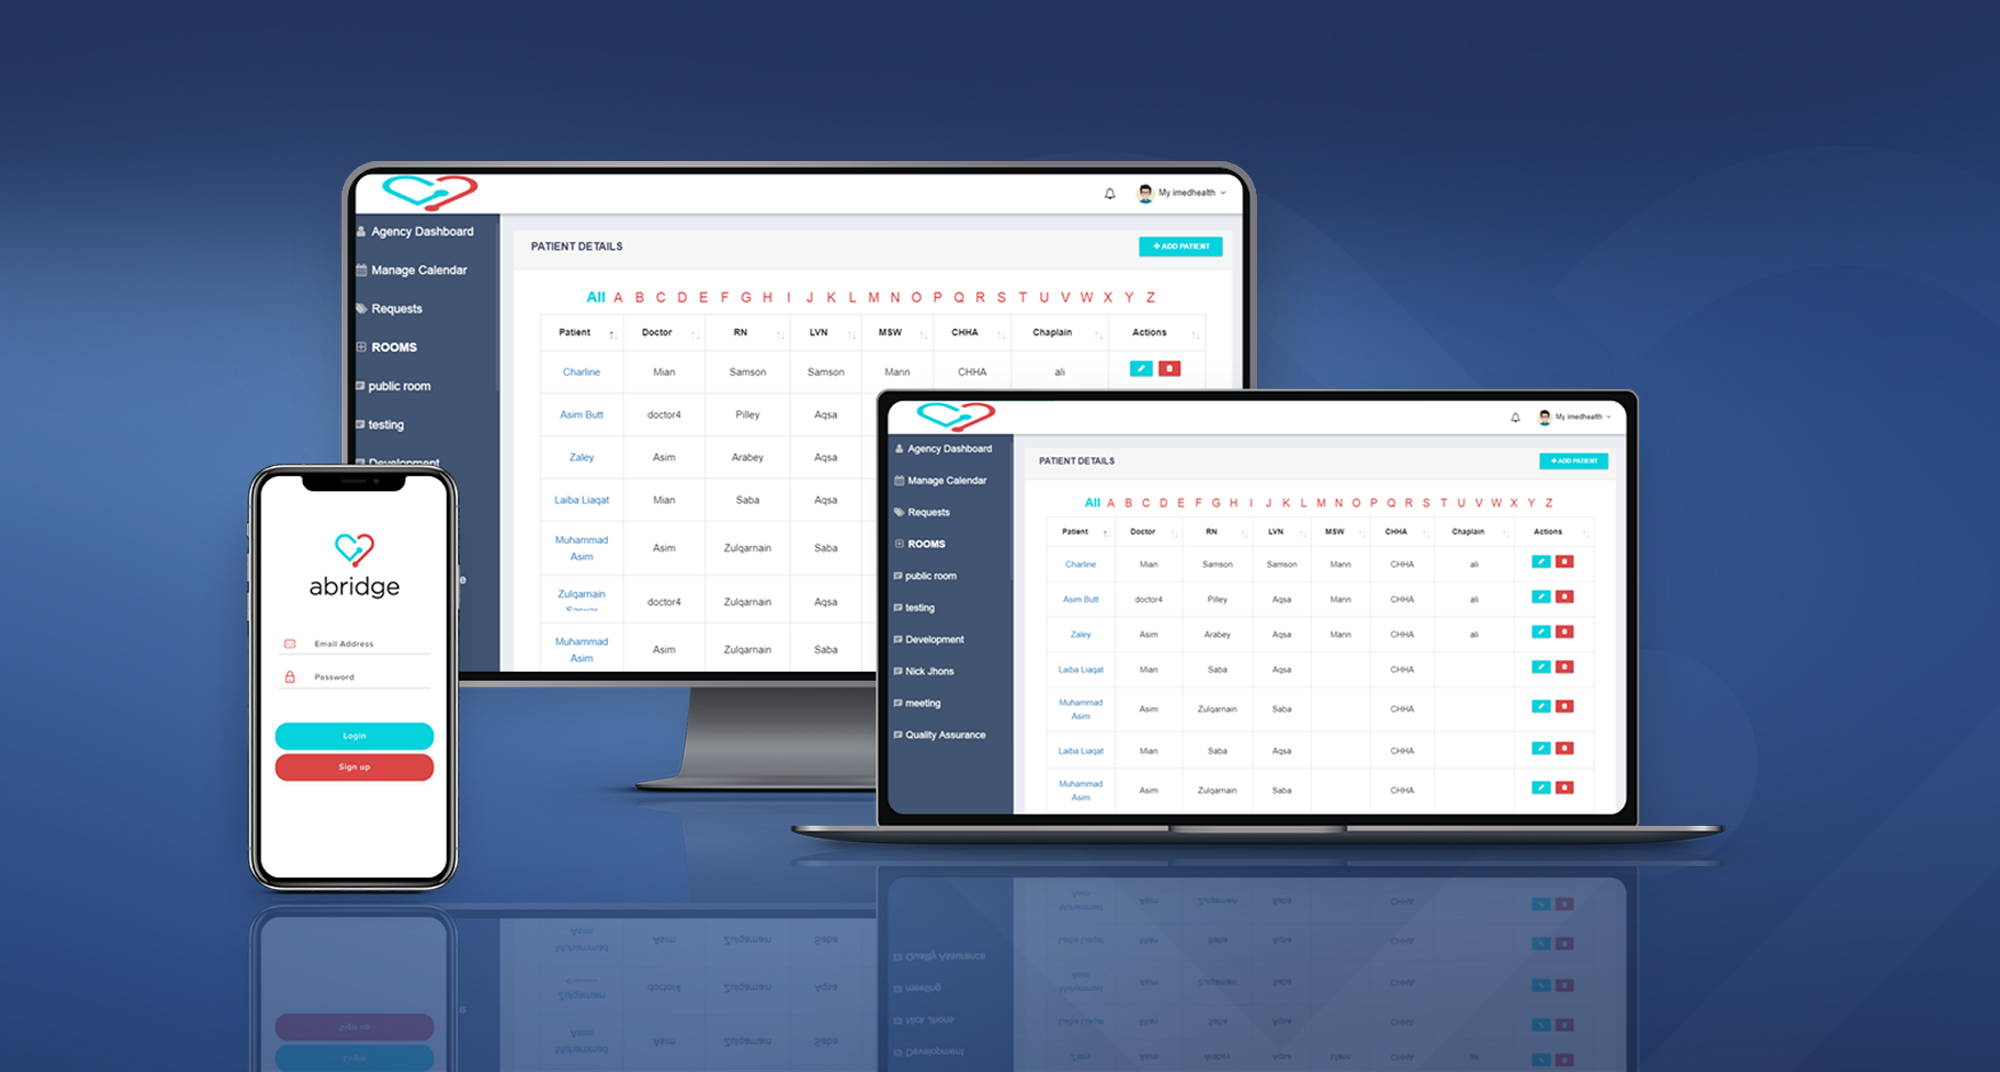 My imedhealth
Agency Dashboard
Manage Calendar
Requests
ROOMS
public room
testing
Development
PATIENT DETAILS
+ ADD PATIENT
All A B C D E F G H I J K L M N O P Q R S T U V W X Y Z
Patient Doctor RN LVN MSW CHHA Chaplain Actions
Charline Mian Samson Samson Mann CHHA ali
Asim Butt doctor4 Pilley Aqsa
Zaley Asim Arabey Aqsa
Laiba Liaqat Mian Saba Aqsa
Muhammad
Asim Asim Zulqarnain Saba
Zulqarnain
Sarwar doctor4 Zulqarnain Aqsa
Muhammad
Asim Asim Zulqarnain Saba
abridge
Email Address
Password
Login
Sign up
My imedhealth
Agency Dashboard
Manage Calendar
Requests
ROOMS
public room
testing
Development
Nick Jhons
meeting
Quality Assurance
PATIENT DETAILS
+ ADD PATIENT
All A B C D E F G H I J K L M N O P Q R S T U V W X Y Z
Patient Doctor RN LVN MSW CHHA Chaplain Actions
Charline Mian Samson Samson Mann CHHA ali
Asim Butt doctor4 Pilley Aqsa Mann CHHA ali
Zaley Asim Arabey Aqsa Mann CHHA ali
Laiba Liaqat Mian Saba Aqsa CHHA
Muhammad
Asim Asim Zulqarnain Saba CHHA
Laiba Liaqat Mian Saba Aqsa CHHA
Muhammad
Asim Asim Zulqarnain Saba CHHA